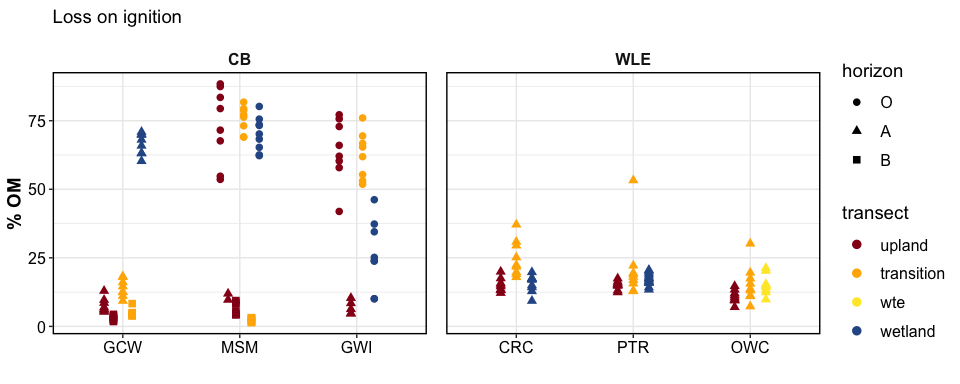 Loss on ignition
CB
WLE
% OM
75
50
25
0
GCW
MSM
GWI
CRC
PTR
OWC
horizon
O
A
B
transect
upland
transition
wte
wetland